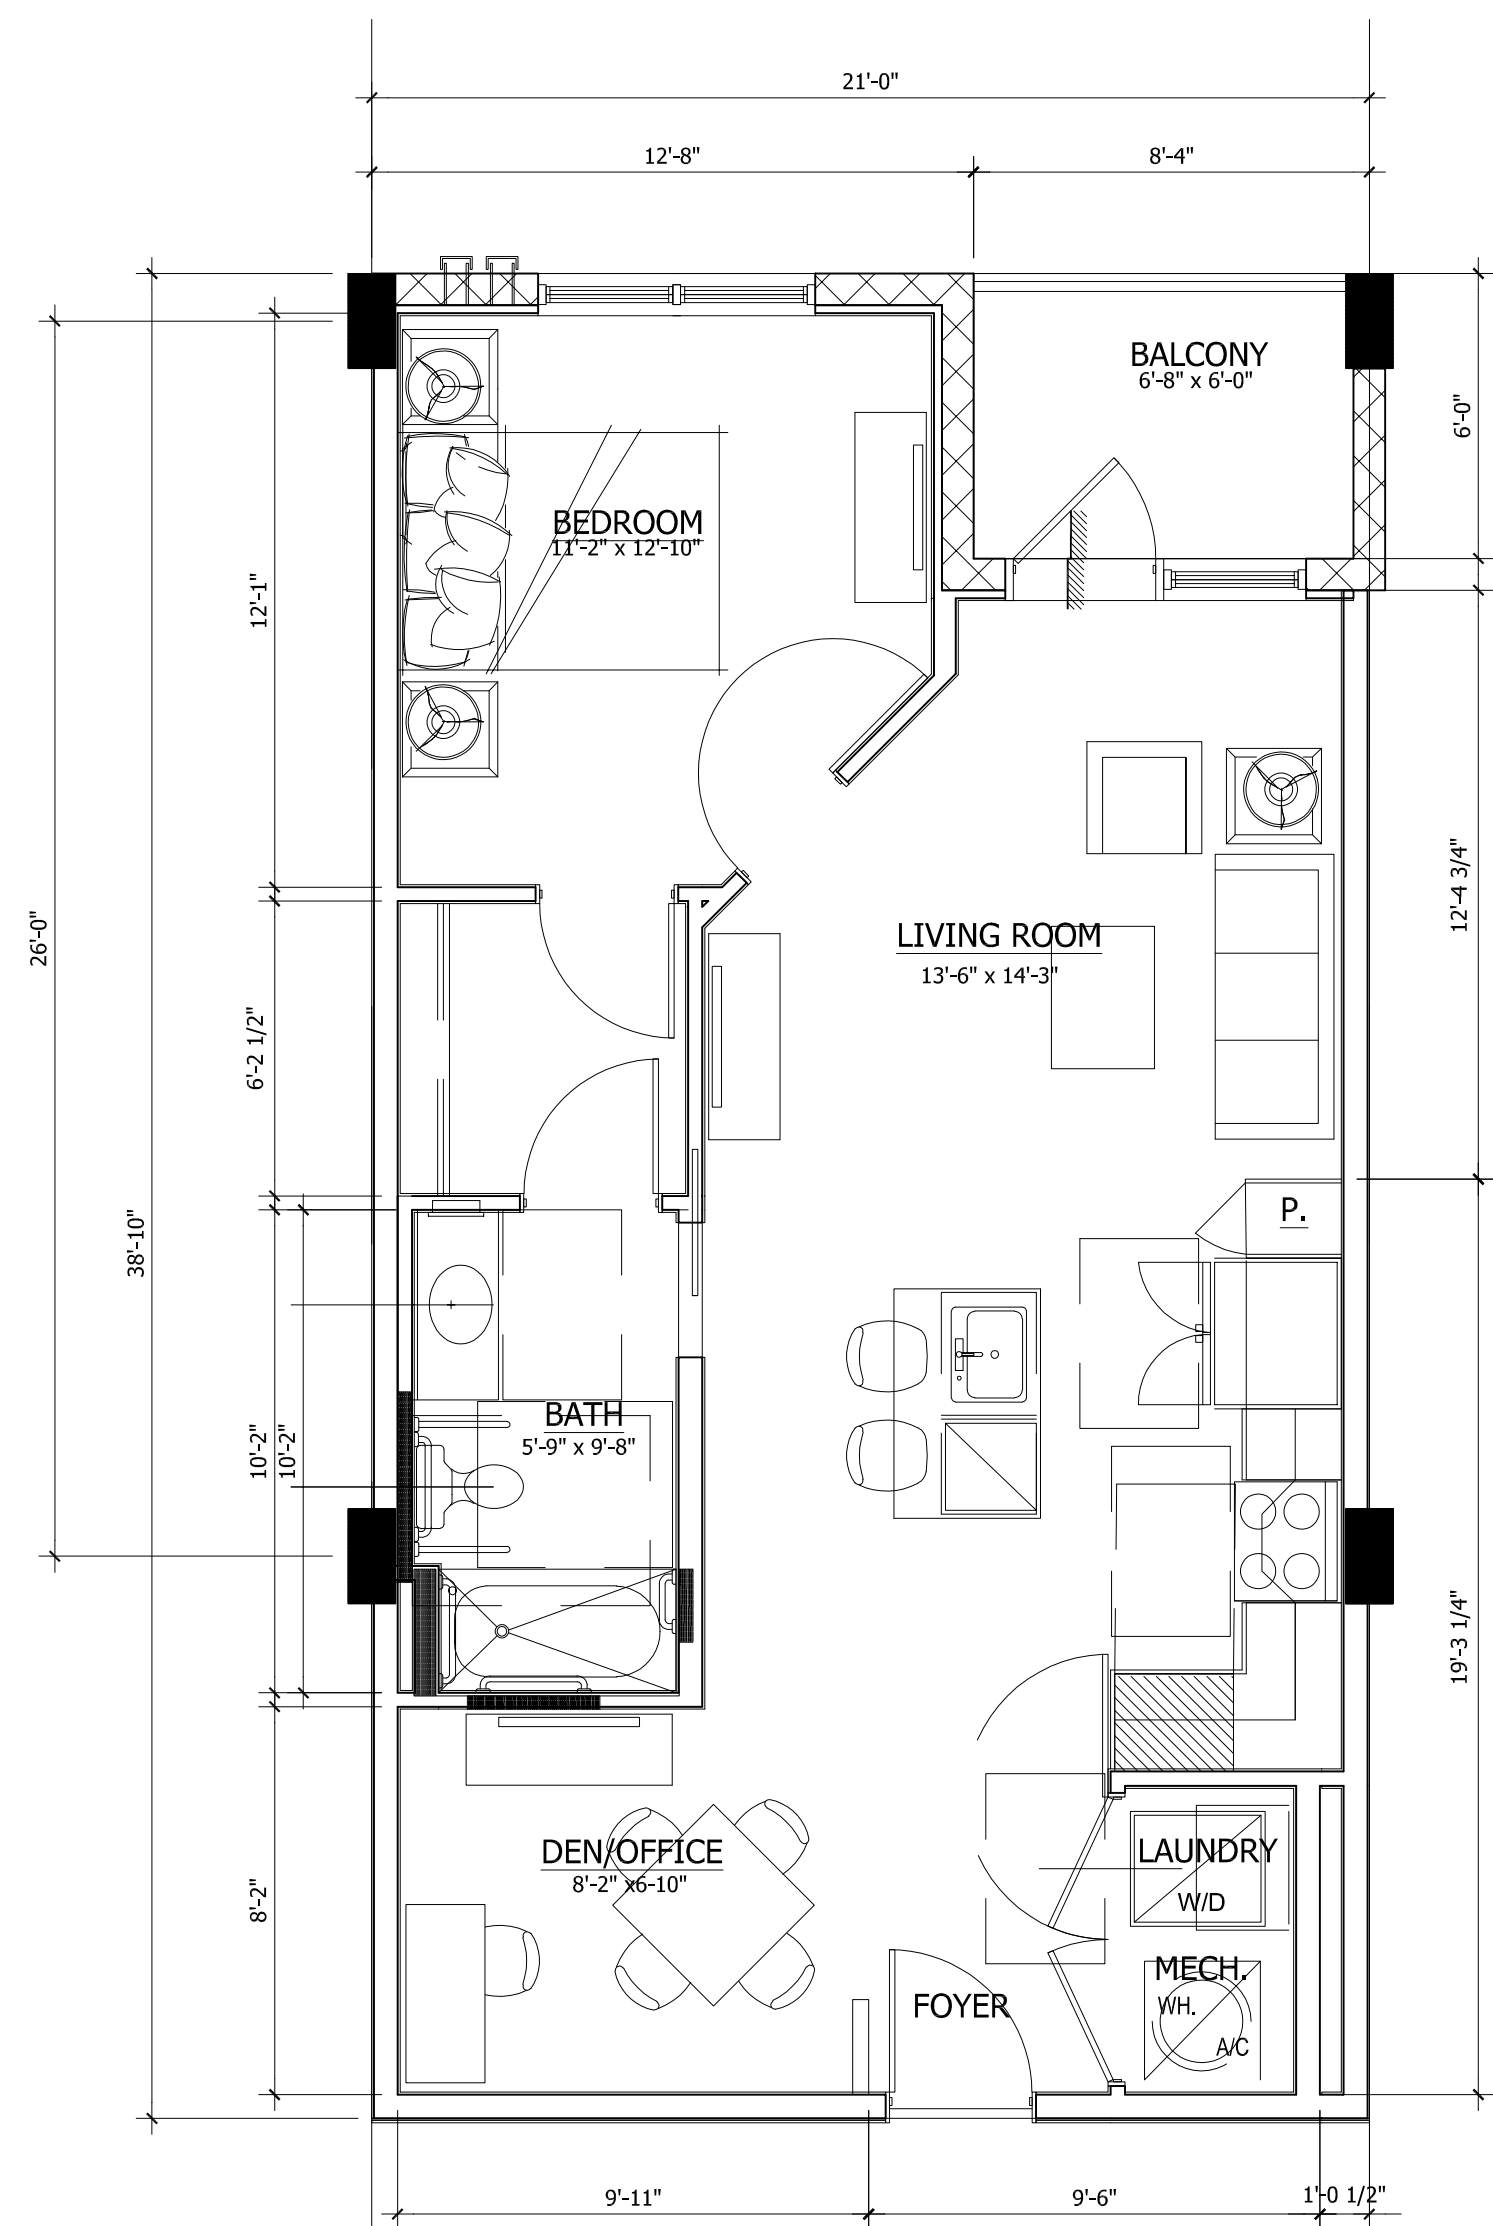 21'-0"
12'-8"
8'-4"
BALCONY
6'-8" x 6'-0"
6'-0"
BEDROOM
11'-2" x 12'-10"
12'-1"
12'-4 3/4"
26'-0"
LIVING ROOM
13'-6" x 14'-3"
6'-2 1/2"
38'-10"
P.
BATH
5'-9" x 9'-8"
10'-2"
10'-2"
19'-3 1/4"
DEN/OFFICE
8'-2" x6-10"
8'-2"
LAUNDRY
W/D
MECH.
WH.
A/C
FOYER
9'-11"
9'-6"
1'-0 1/2"